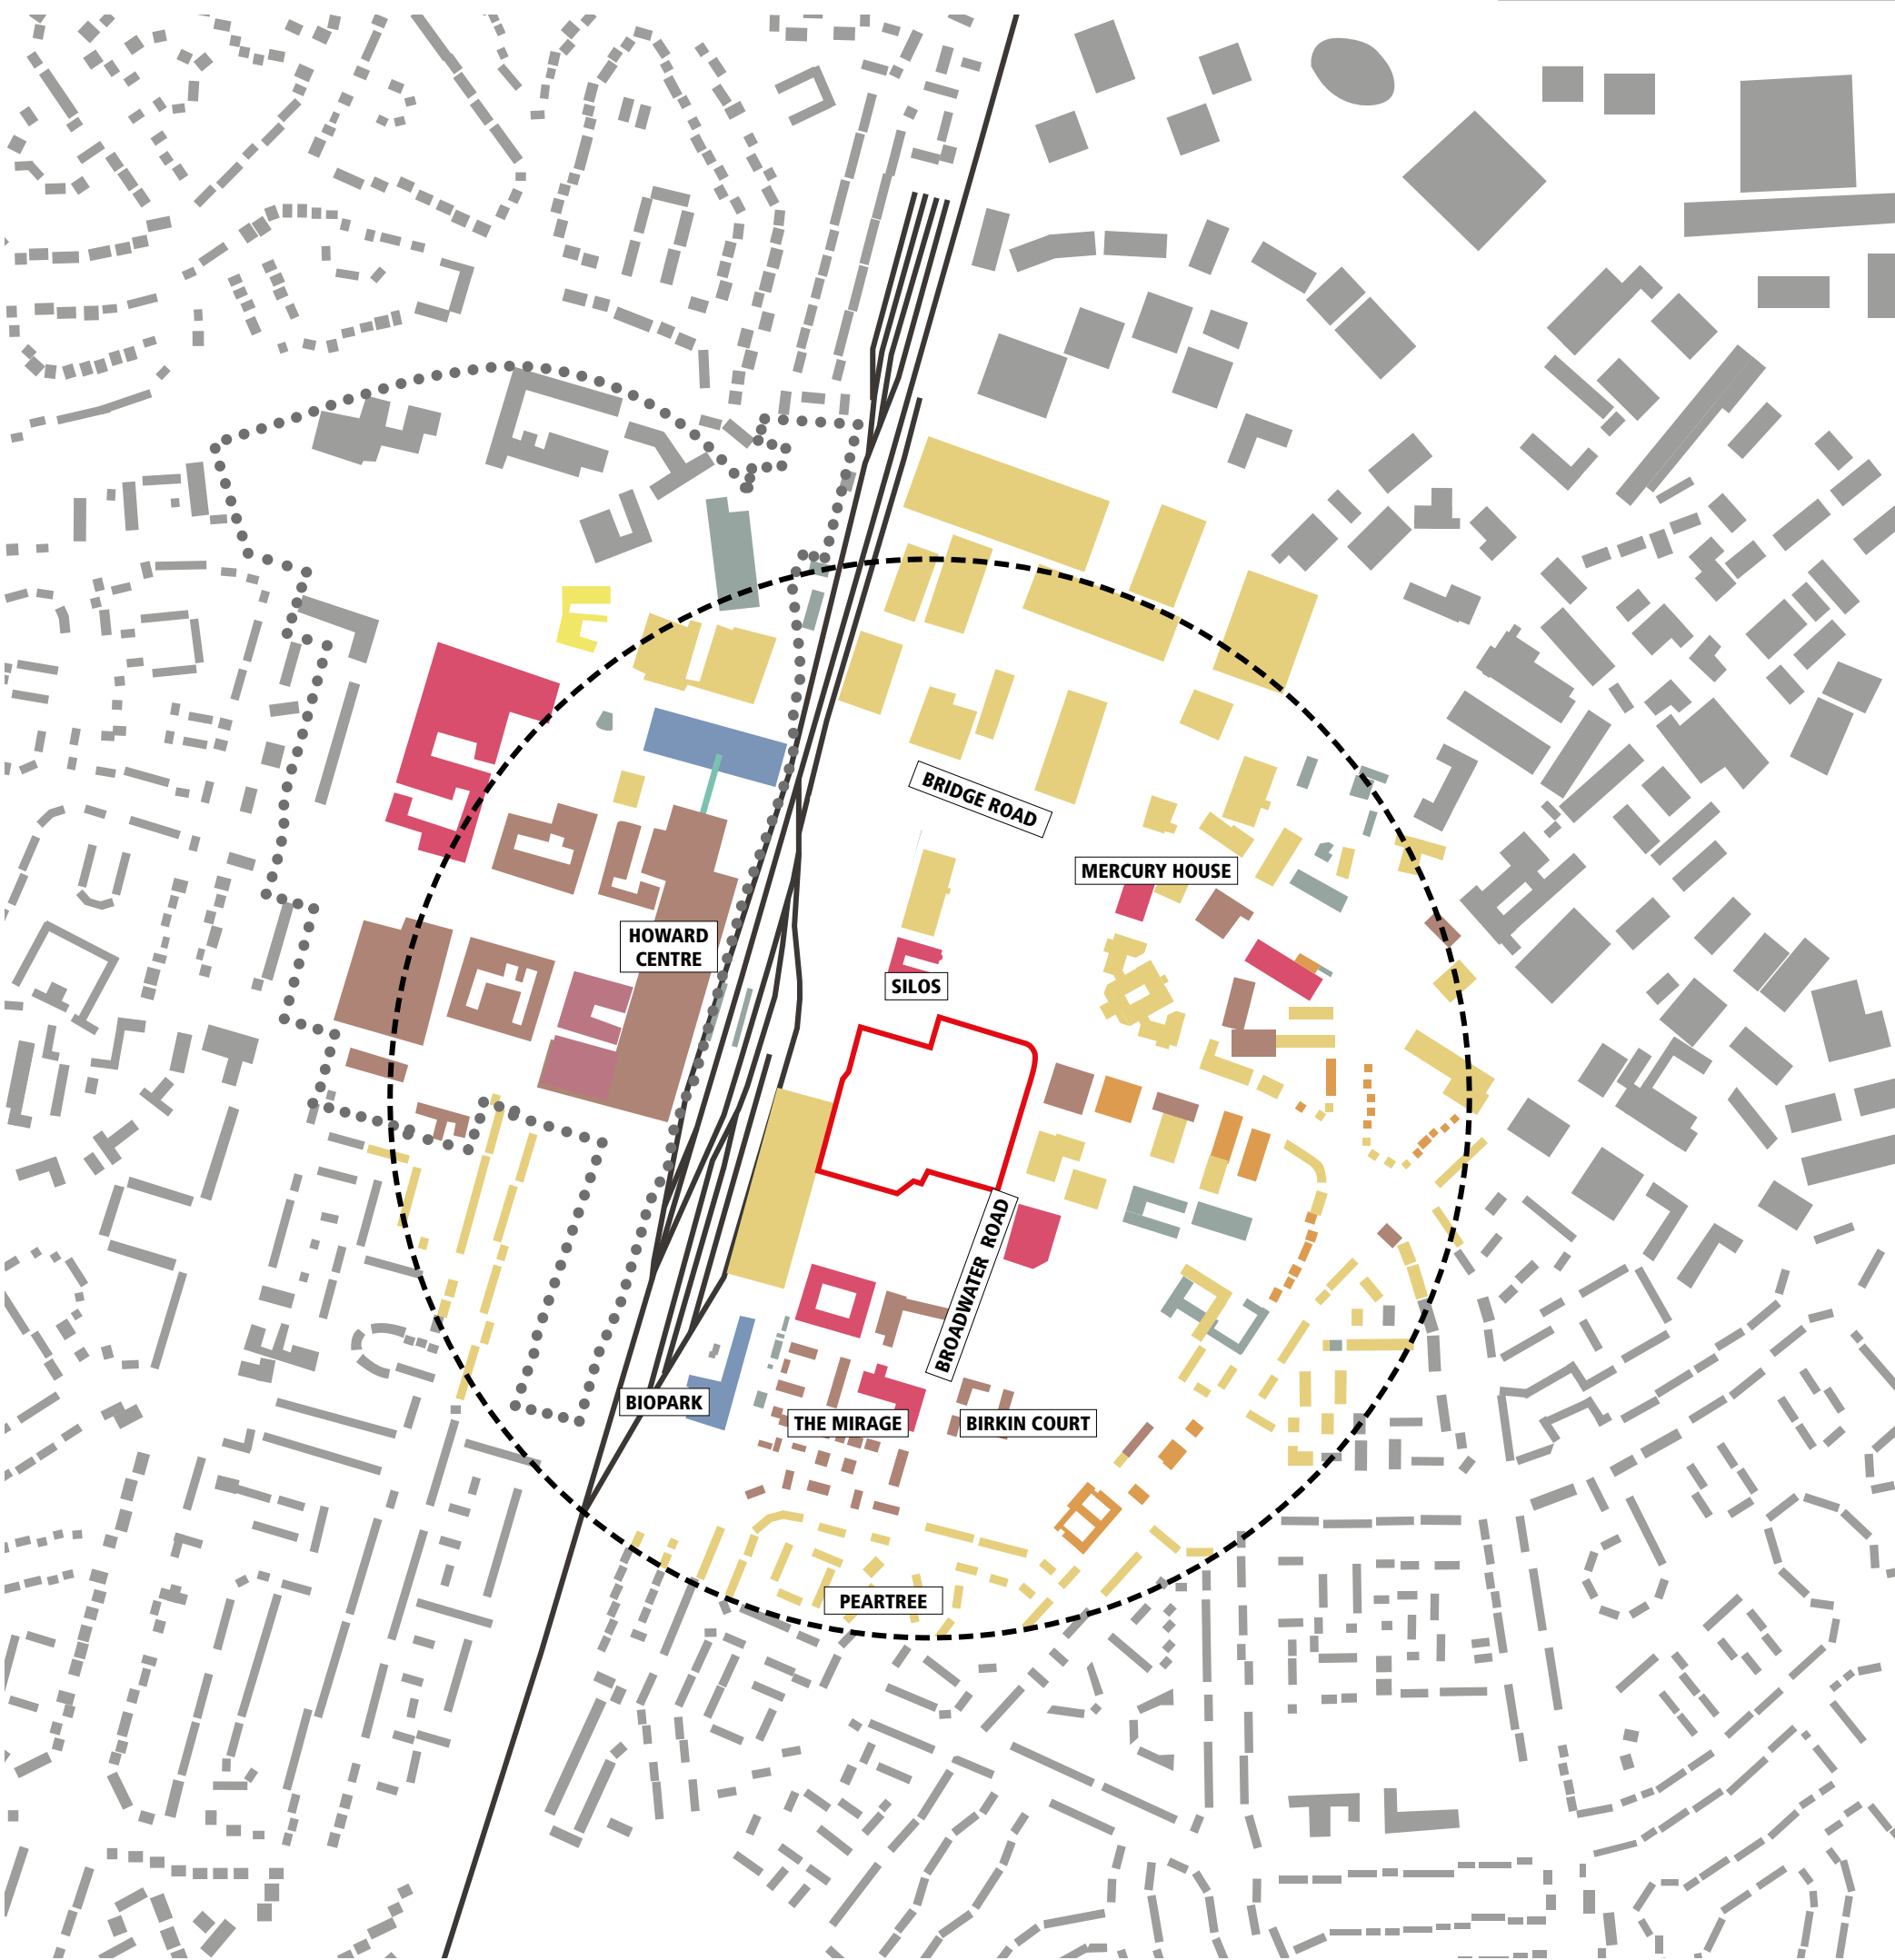 BRIDGE ROAD
MERCURY HOUSE
HOWARD
CENTRE
SILOS
BROADWATER ROAD
BIOPARK
THE MIRAGE
BIRKIN COURT
PEARTREE